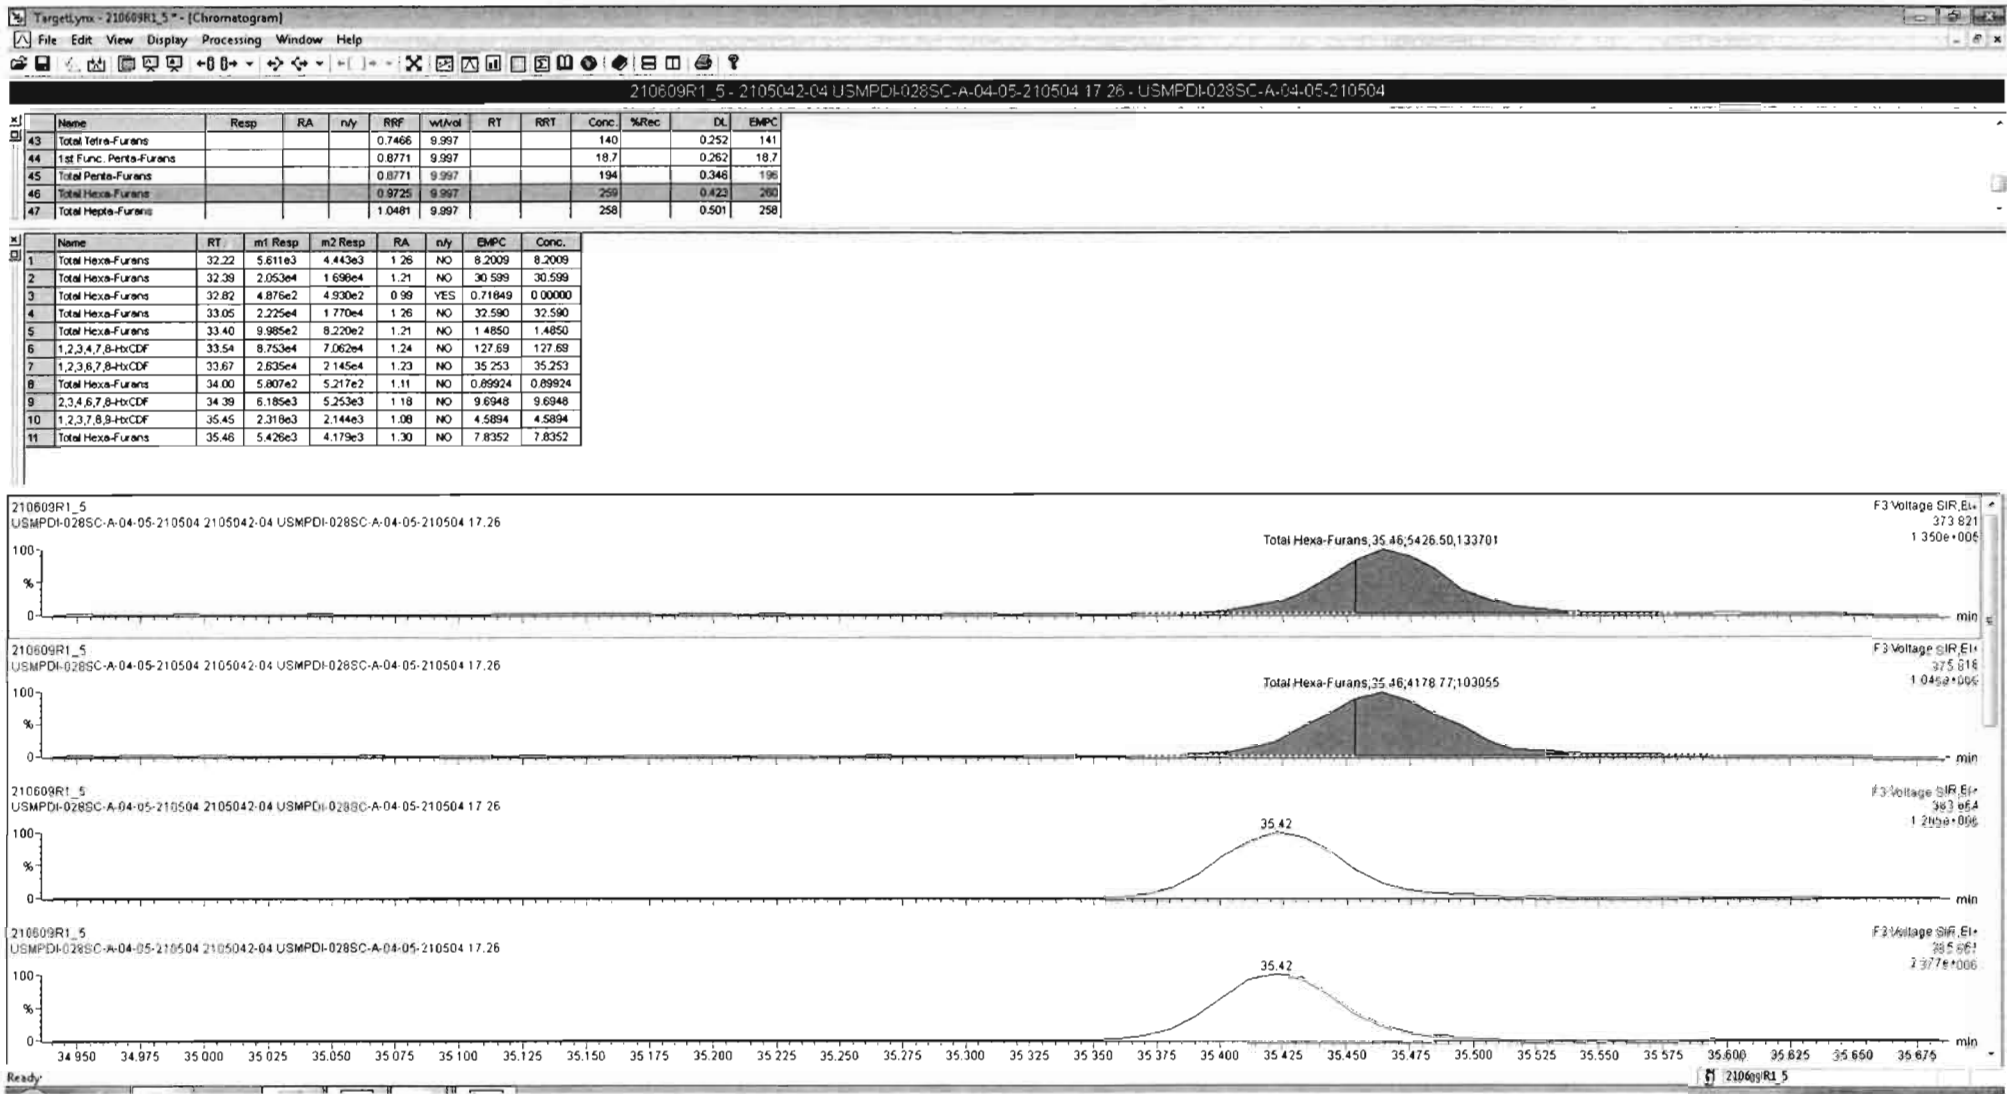 TargetLynx - 210609R1_5 * - [Chromatogram]
File Edit View Display Processing Window Help
210609R1_5 - 2105042-04 USMPDI-028SC-A-04-05-210504 17.26 - USMPDI-028SC-A-04-05-210504
Name Resp RA n/y RRF wt/vol RT RRT Conc. %Rec DL EMPC
43 Total Tetra-Furans 0.7466 9.997 140 0.252 141
44 1st Func. Penta-Furans 0.8771 9.997 18.7 0.262 18.7
45 Total Penta-Furans 0.8771 9.997 194 0.346 196
46 Total Hexa-Furans 0.9725 9.997 259 0.423 260
47 Total Hepta-Furans 1.0481 9.997 258 0.501 258
Name RT m1 Resp m2 Resp RA n/y EMPC Conc.
1 Total Hexa-Furans 32.22 5.611e3 4.443e3 1.26 NO 8.2009 8.2009
2 Total Hexa-Furans 32.39 2.053e4 1.698e4 1.21 NO 30.599 30.599
3 Total Hexa-Furans 32.82 4.876e2 4.930e2 0.99 YES 0.71849 0.00000
4 Total Hexa-Furans 33.05 2.225e4 1.770e4 1.26 NO 32.590 32.590
5 Total Hexa-Furans 33.40 9.985e2 8.220e2 1.21 NO 1.4850 1.4850
6 1,2,3,4,7,8-HxCDF 33.54 8.753e4 7.062e4 1.24 NO 127.69 127.69
7 1,2,3,6,7,8-HxCDF 33.67 2.635e4 2.145e4 1.23 NO 35.253 35.253
8 Total Hexa-Furans 34.00 5.807e2 5.217e2 1.11 NO 0.89924 0.89924
9 2,3,4,6,7,8-HxCDF 34.39 6.185e3 5.253e3 1.18 NO 9.6948 9.6948
10 1,2,3,7,8,9-HxCDF 35.45 2.318e3 2.144e3 1.08 NO 4.5894 4.5894
11 Total Hexa-Furans 35.46 5.426e3 4.179e3 1.30 NO 7.8352 7.8352
210609R1_5
USMPDI-028SC-A-04-05-210504 2105042-04 USMPDI-028SC-A-04-05-210504 17.26
F3:Voltage SIR,EI+
373.821
1.350e+006
Total Hexa-Furans;35.46;5426.50;133701
100
%
0
min
210609R1_5
USMPDI-028SC-A-04-05-210504 2105042-04 USMPDI-028SC-A-04-05-210504 17.26
F3:Voltage SIR,EI+
375.818
Total Hexa-Furans;35.46;4178.77;103055
100
%
0
min
210609R1_5
USMPDI-028SC-A-04-05-210504 2105042-04 USMPDI-028SC-A-04-05-210504 17.26
F3:Voltage SIR,EI+
35.42
100
%
0
min
210609R1_5
USMPDI-028SC-A-04-05-210504 2105042-04 USMPDI-028SC-A-04-05-210504 17.26
F3:Voltage SIR,EI+
35.42
100
%
0
min
34.950 34.975 35.000 35.025 35.050 35.075 35.100 35.125 35.150 35.175 35.200 35.225 35.250 35.275 35.300 35.325 35.350 35.375 35.400 35.425 35.450 35.475 35.500 35.525 35.550 35.575 35.600 35.625 35.650 35.675
Ready
210609R1_5